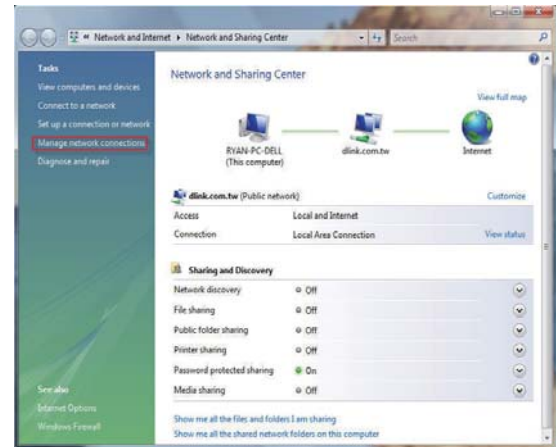 « Network and Internet ▸ Network and Sharing Center
Search
Tasks
View computers and devices
Connect to a network
Set up a connection or network
Manage network connections
Diagnose and repair
See also
Internet Options
Windows Firewall
Network and Sharing Center
View full map
RYAN-PC-DELL
(This computer)
dlink.com.tw
Internet
dlink.com.tw (Public network)
Customize
Access Local and Internet
Connection Local Area Connection View status
Sharing and Discovery
Network discovery Off
File sharing Off
Public folder sharing Off
Printer sharing Off
Password protected sharing On
Media sharing Off
Show me all the files and folders I am sharing
Show me all the shared network folders on this computer